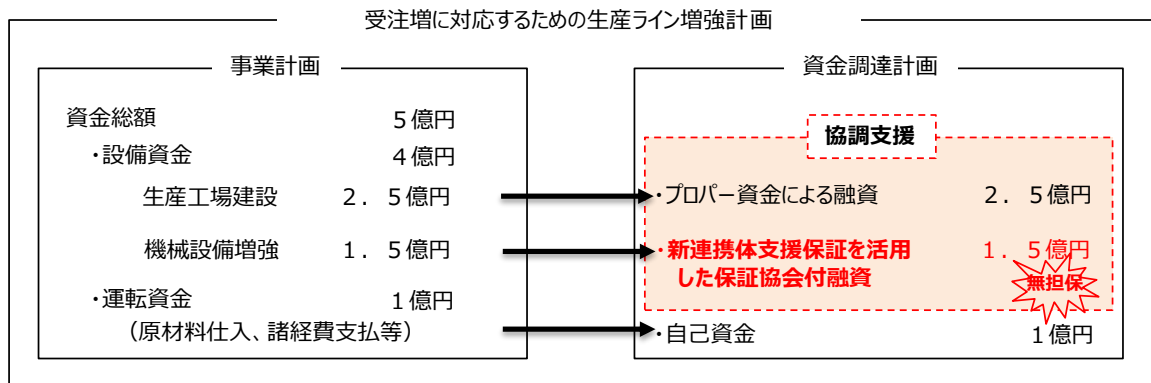 受注増に対応するための生産ライン増強計画
事業計画
資金総額 5億円
・設備資金 4億円
生産工場建設 2．5億円
機械設備増強 1．5億円
・運転資金 1億円
（原材料仕入、諸経費支払等）
資金調達計画
協調支援
・プロパー資金による融資 2．5億円
・新連携体支援保証を活用 1．5億円
した保証協会付融資
無担保
・自己資金 1億円